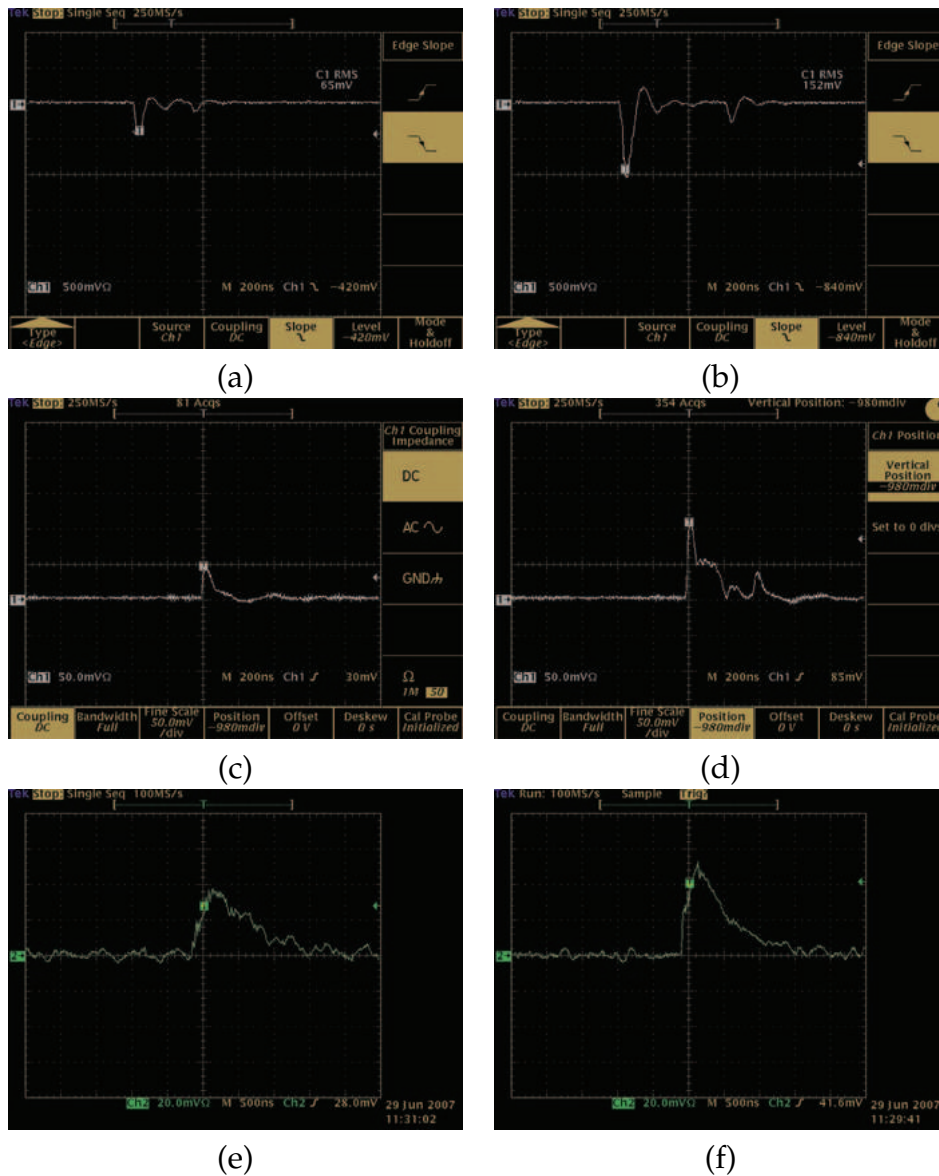 Tek Stop: Single Seq 250MS/s
Edge Slope
C1 RMS
65mV
1
T
Ch1 500mVΩ M 200ns Ch1 −420mV
Type
<Edge>
Source
Ch1
Coupling
DC
Slope
Level
−420mV
Mode
&
Holdoff
(a)
Tek Stop: Single Seq 250MS/s
Edge Slope
C1 RMS
152mV
1
T
Ch1 500mVΩ M 200ns Ch1 −840mV
Type
<Edge>
Source
Ch1
Coupling
DC
Slope
Level
−840mV
Mode
&
Holdoff
(b)
Tek Stop: 250MS/s 81 Acqs
Ch1 Coupling
Impedance
DC
AC
GND
Ω
1M 50
1
T
Ch1 50.0mVΩ M 200ns Ch1 30mV
Coupling
DC
Bandwidth
Full
Fine Scale
50.0mV
/div
Position
−980mdiv
Offset
0 V
Deskew
0 s
Cal Probe
Initialized
(c)
Tek Stop: 250MS/s 354 Acqs Vertical Position: −980mdiv
Ch1 Position
Vertical
Position
−980mdiv
Set to 0 divs
1
T
Ch1 50.0mVΩ M 200ns Ch1 85mV
Coupling
DC
Bandwidth
Full
Fine Scale
50.0mV
/div
Position
−980mdiv
Offset
0 V
Deskew
0 s
Cal Probe
Initialized
(d)
Tek Stop: Single Seq 100MS/s
T
2
Ch2 20.0mVΩ M 500ns Ch2 28.0mV
29 Jun 2007
11:31:02
(e)
Tek Run: 100MS/s Sample Trig?
T
2
Ch2 20.0mVΩ M 500ns Ch2 41.6mV
29 Jun 2007
11:29:41
(f)